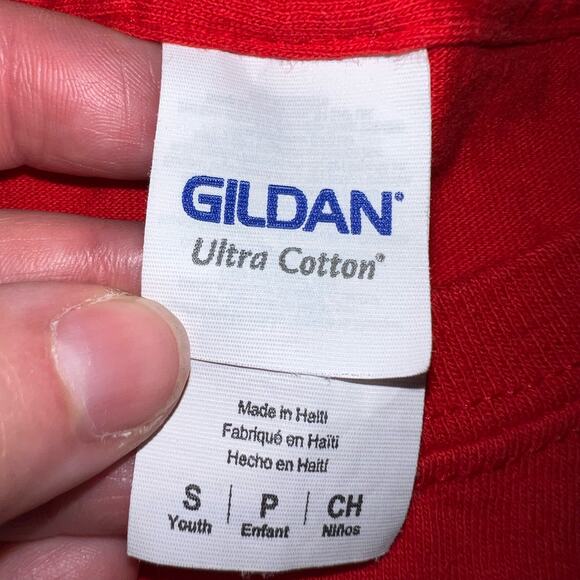 GILDAN®
Ultra Cotton®
Made in Haiti
Fabriqué en Haïti
Hecho en Haití
S | P | CH
Youth | Enfant | Niños